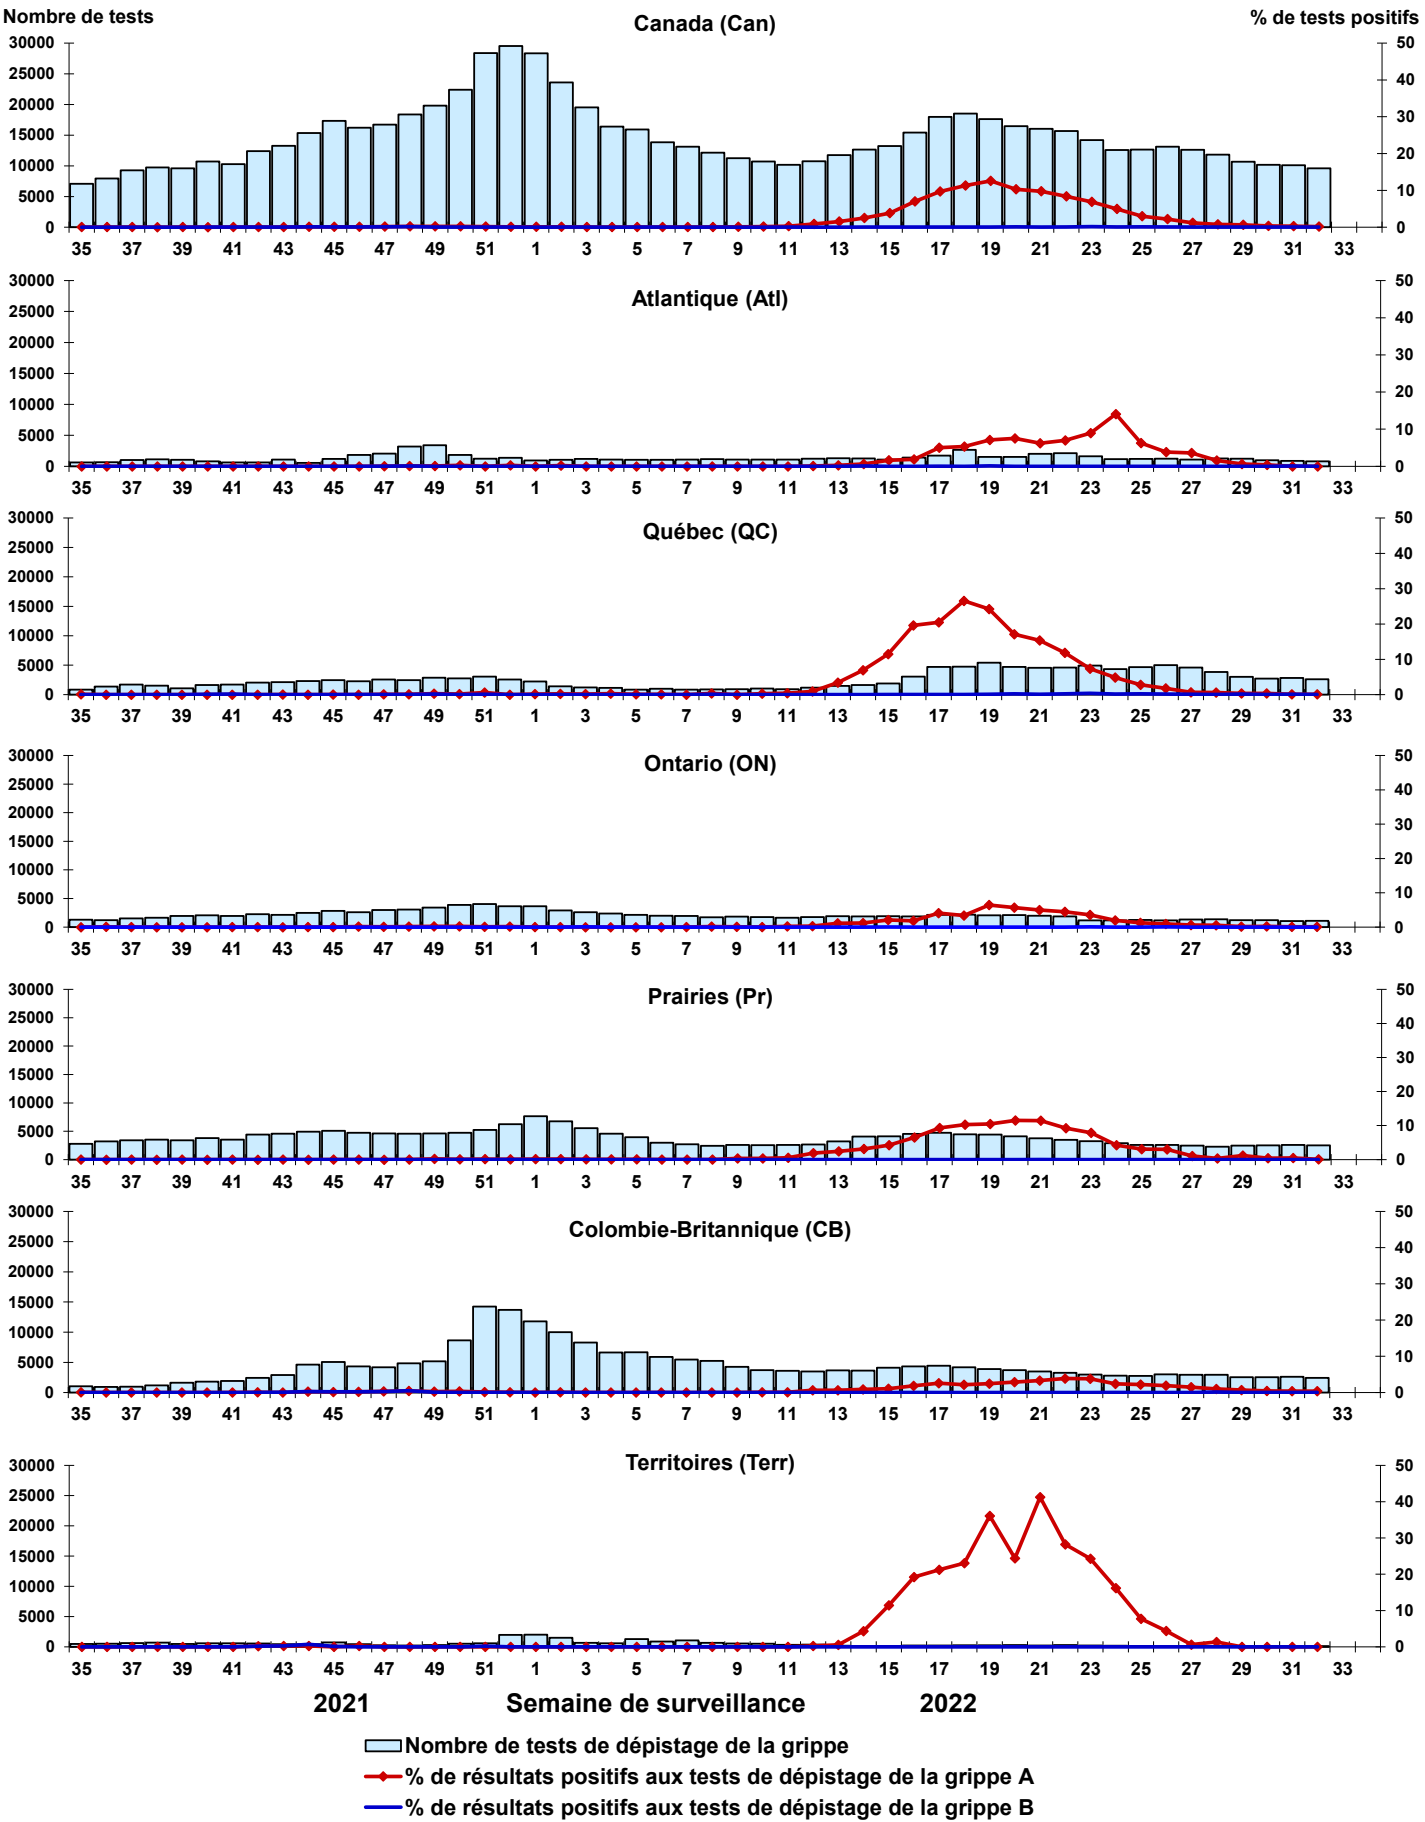 Nombre de tests
Canada (Can)
% de tests positifs
30000 50
25000 40
20000 30
15000
10000 20
5000 10
0 0
35 37 39 41 43 45 47 49 51 1 3 5 7 9 11 13 15 17 19 21 23 25 27 29 31 33
Atlantique (Atl)
30000 50
25000 40
20000 30
15000
10000 20
5000 10
0 0
35 37 39 41 43 45 47 49 51 1 3 5 7 9 11 13 15 17 19 21 23 25 27 29 31 33
Québec (QC)
30000 50
25000 40
20000 30
15000
10000 20
5000 10
0 0
35 37 39 41 43 45 47 49 51 1 3 5 7 9 11 13 15 17 19 21 23 25 27 29 31 33
Ontario (ON)
30000 50
25000 40
20000 30
15000
10000 20
5000 10
0 0
35 37 39 41 43 45 47 49 51 1 3 5 7 9 11 13 15 17 19 21 23 25 27 29 31 33
Prairies (Pr)
30000 50
25000 40
20000 30
15000
10000 20
5000 10
0 0
35 37 39 41 43 45 47 49 51 1 3 5 7 9 11 13 15 17 19 21 23 25 27 29 31 33
Colombie-Britannique (CB)
30000 50
25000 40
20000 30
15000
10000 20
5000 10
0 0
35 37 39 41 43 45 47 49 51 1 3 5 7 9 11 13 15 17 19 21 23 25 27 29 31 33
Territoires (Terr)
30000 50
25000 40
20000 30
15000
10000 20
5000 10
0 0
35 37 39 41 43 45 47 49 51 1 3 5 7 9 11 13 15 17 19 21 23 25 27 29 31 33
2021 Semaine de surveillance 2022
Nombre de tests de dépistage de la grippe
% de résultats positifs aux tests de dépistage de la grippe A
% de résultats positifs aux tests de dépistage de la grippe B